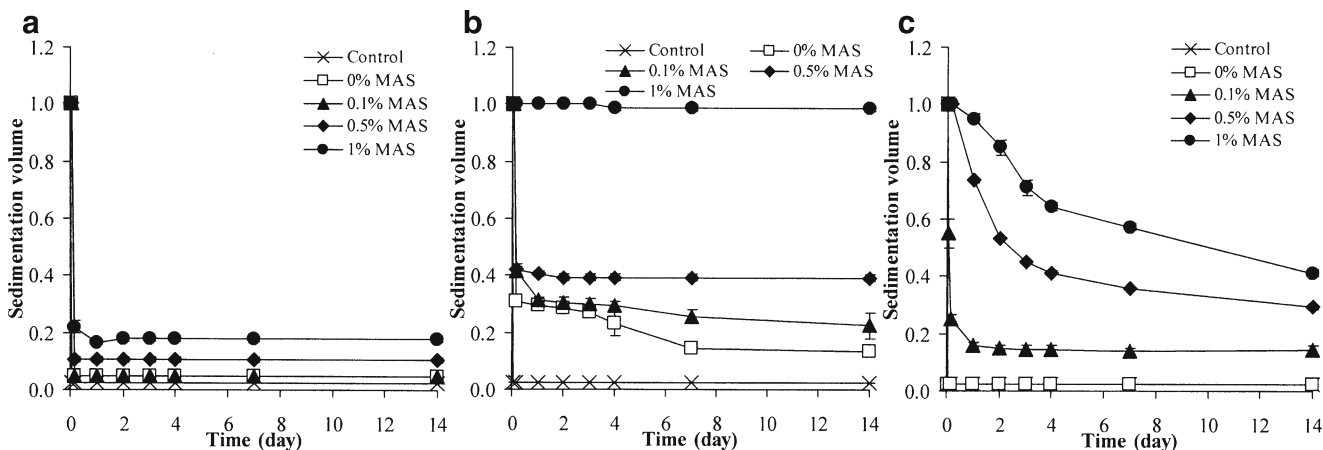 a
1.2
1.0
0.8
0.6
0.4
0.2
0.0
Sedimentation volume
0 2 4 6 8 10 12 14
Time (day)
Control
0% MAS
0.1% MAS
0.5% MAS
1% MAS
b
1.2
1.0
0.8
0.6
0.4
0.2
0.0
Sedimentation volume
0 2 4 6 8 10 12 14
Time (day)
Control 0% MAS
0.1% MAS 0.5% MAS
1% MAS
c
1.2
1.0
0.8
0.6
0.4
0.2
0.0
Sedimentation volume
0 2 4 6 8 10 12 14
Time (day)
Control
0% MAS
0.1% MAS
0.5% MAS
1% MAS